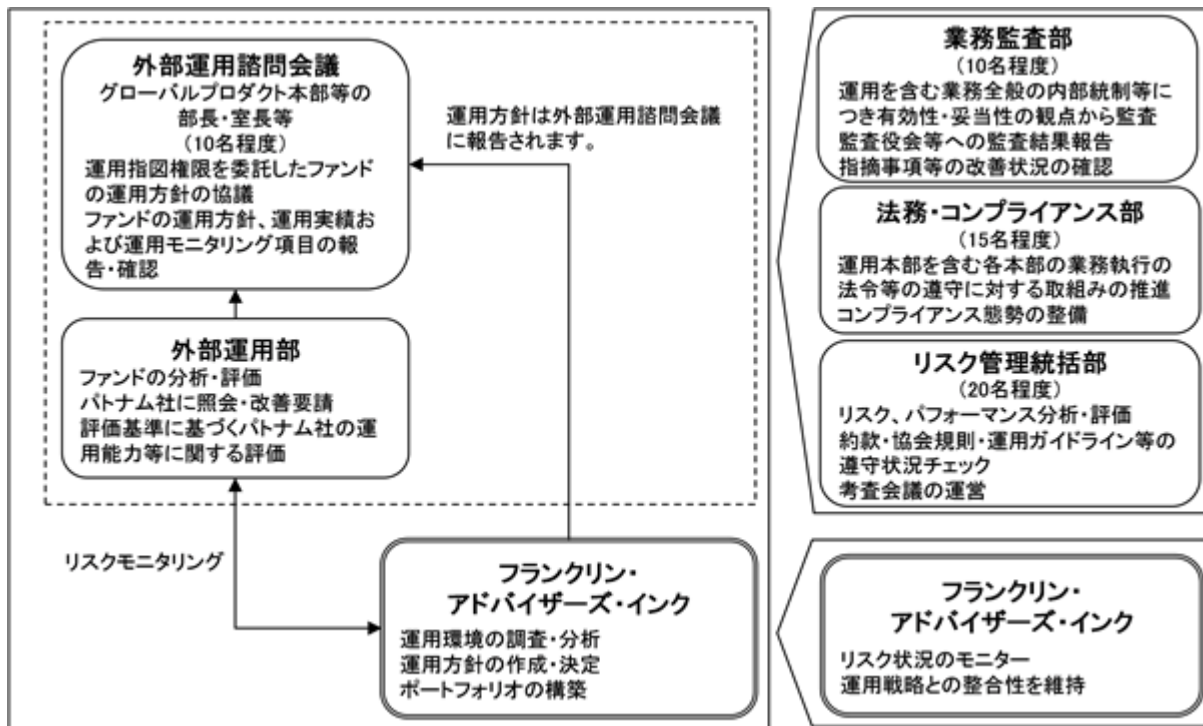 外部運用諮問会議
グローバルプロダクト本部等の
部長・室長等
(10名程度)
運用指図権限を委託したファンド
の運用方針の協議
ファンドの運用方針、運用実績お
よび運用モニタリング項目の報
告・確認
運用方針は外部運用諮問会議
に報告されます。
外部運用部
ファンドの分析・評価
パトナム社に照会・改善要請
評価基準に基づくパトナム社の運
用能力等に関する評価
リスクモニタリング
フランクリン・
アドバイザーズ・インク
運用環境の調査・分析
運用方針の作成・決定
ポートフォリオの構築
業務監査部
(10名程度)
運用を含む業務全般の内部統制等に
つき有効性・妥当性の観点から監査
監査役会等への監査結果報告
指摘事項等の改善状況の確認
法務・コンプライアンス部
(15名程度)
運用本部を含む各本部の業務執行の
法令等の遵守に対する取組みの推進
コンプライアンス態勢の整備
リスク管理統括部
(20名程度)
リスク、パフォーマンス分析・評価
約款・協会規則・運用ガイドライン等の
遵守状況チェック
考査会議の運営
フランクリン・
アドバイザーズ・インク
リスク状況のモニター
運用戦略との整合性を維持